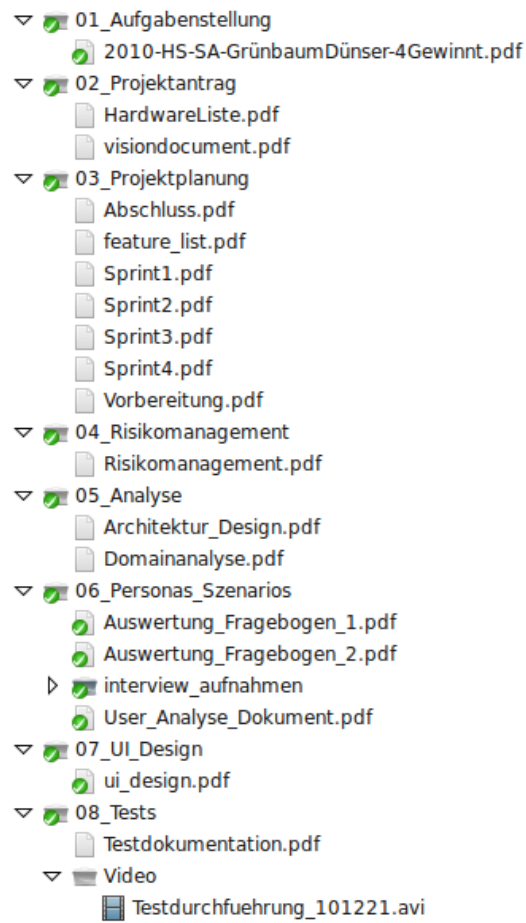 01_Aufgabenstellung
2010-HS-SA-GrünbaumDünser-4Gewinnt.pdf
02_Projektantrag
HardwareListe.pdf
visiondocument.pdf
03_Projektplanung
Abschluss.pdf
feature_list.pdf
Sprint1.pdf
Sprint2.pdf
Sprint3.pdf
Sprint4.pdf
Vorbereitung.pdf
04_Risikomanagement
Risikomanagement.pdf
05_Analyse
Architektur_Design.pdf
Domainanalyse.pdf
06_Personas_Szenarios
Auswertung_Fragebogen_1.pdf
Auswertung_Fragebogen_2.pdf
interview_aufnahmen
User_Analyse_Dokument.pdf
07_UI_Design
ui_design.pdf
08_Tests
Testdokumentation.pdf
Video
Testdurchfuehrung_101221.avi